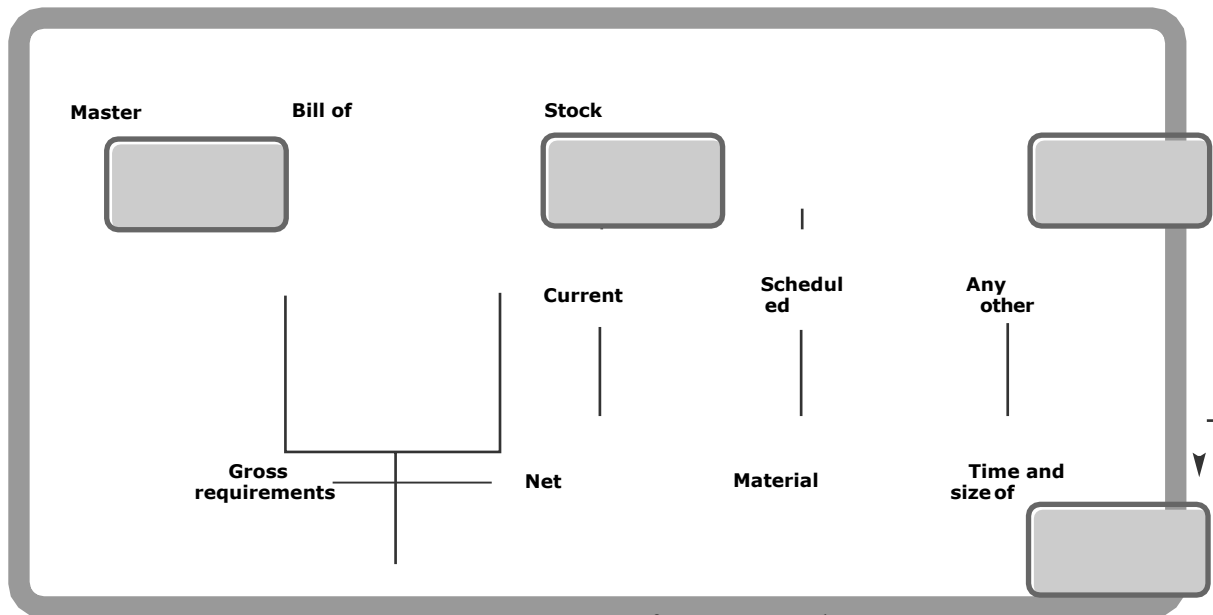 Master
Bill of
Stock
Current
Schedul
ed
Any
other
Gross
requirements
Net
Material
Time and
size of